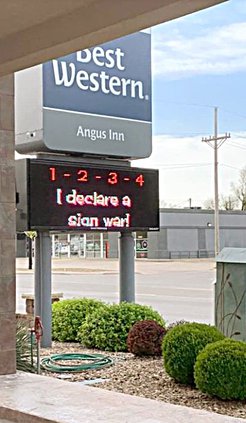 Best
Western.
Angus Inn
1-2-3-4
I declare a
sign war!